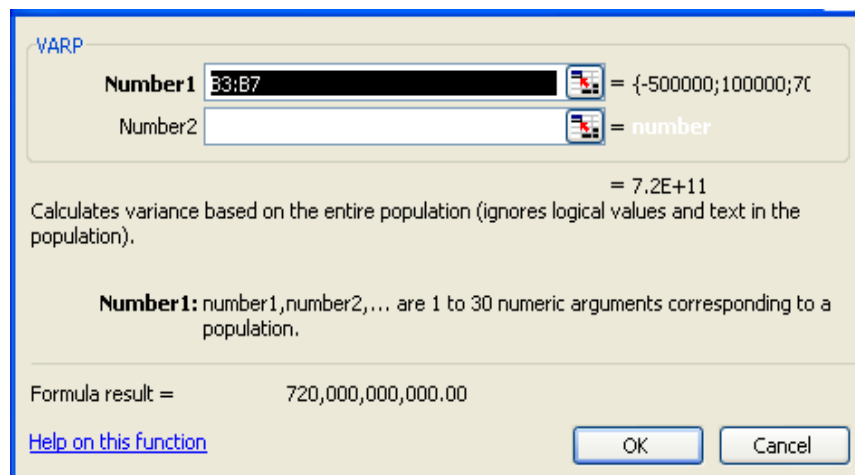 VARP
Number1 B3:B7 = {-500000;100000;70
Number2 = number
= 7.2E+11
Calculates variance based on the entire population (ignores logical values and text in the
population).
Number1: number1,number2,... are 1 to 30 numeric arguments corresponding to a
population.
Formula result = 720,000,000,000.00
Help on this function OK Cancel